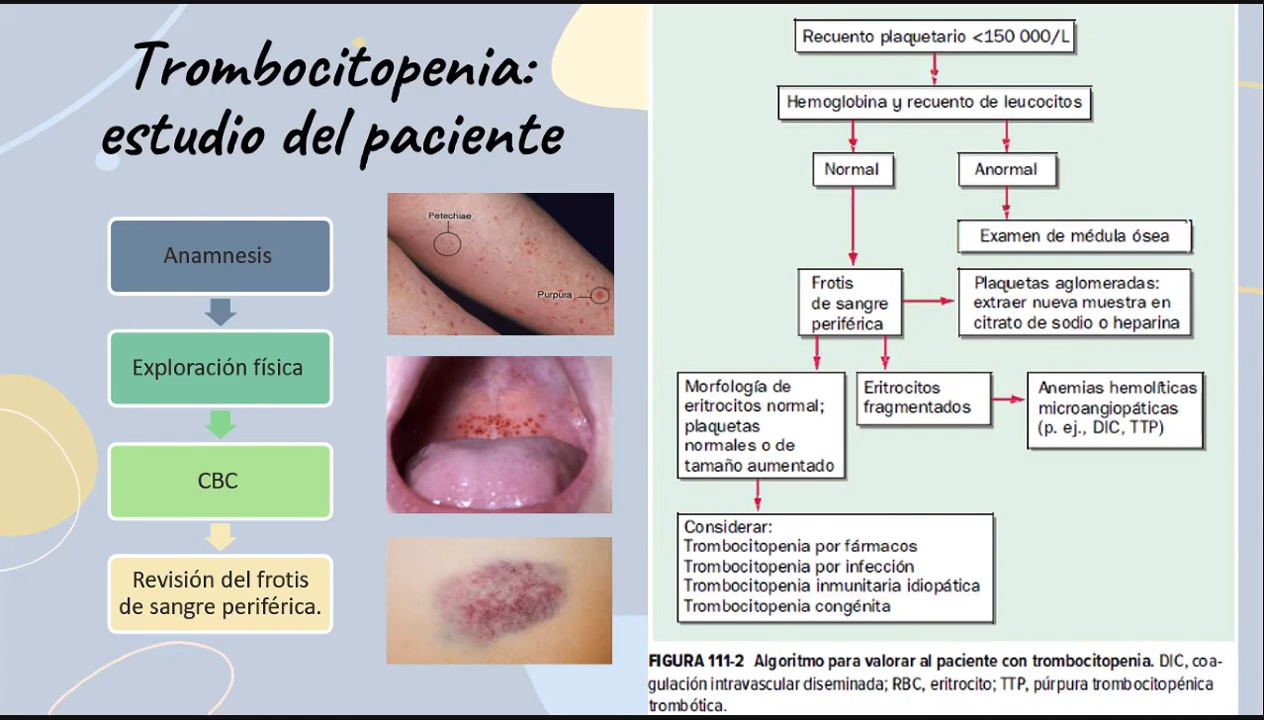 Trombocitopenia:
estudio del paciente
Anamnesis
Exploración física
CBC
Revisión del frotis
de sangre periférica.
Petechiae
Purpura
Recuento plaquetario <150 000/L
Hemoglobina y recuento de leucocitos
Normal
Anormal
Examen de médula ósea
Frotis
de sangre
periférica
Plaquetas aglomeradas:
extraer nueva muestra en
citrato de sodio o heparina
Morfología de
eritrocitos normal;
plaquetas
normales o de
tamaño aumentado
Eritrocitos
fragmentados
Anemias hemolíticas
microangiopáticas
(p. ej., DIC, TTP)
Considerar:
Trombocitopenia por fármacos
Trombocitopenia por infección
Trombocitopenia inmunitaria idiopática
Trombocitopenia congénita
FIGURA 111-2 Algoritmo para valorar al paciente con trombocitopenia. DIC, coa-
gulación intravascular diseminada; RBC, eritrocito; TTP, púrpura trombocitopénica
trombótica.